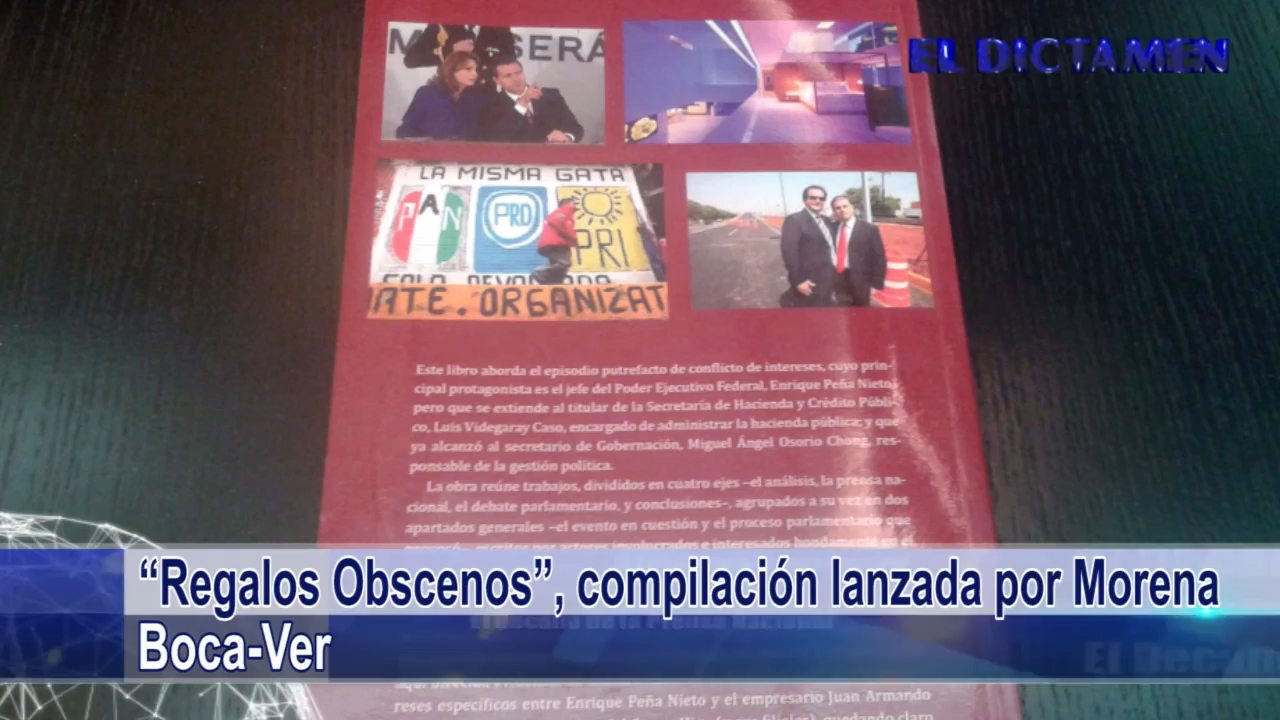 EL DICTAMEN
LA MISMA GATA
PAN PRD PRI
ATE. ORGANIZAT
Este libro aborda el episodio putrefacto de conflicto de intereses, cuyo prin-
cipal protagonista es el jefe del Poder Ejecutivo Federal, Enrique Peña Nieto,
pero que se extiende al titular de la Secretaría de Hacienda y Crédito Públi-
co, Luis Videgaray Caso, encargado de administrar la hacienda pública; y que
ya alcanzó al secretario de Gobernación, Miguel Ángel Osorio Chong, res-
ponsable de la gestión política.
La obra reúne trabajos, divididos en cuatro ejes –el análisis, la prensa na-
cional, el debate parlamentario, y conclusiones–, agrupados a su vez en dos
apartados generales –el evento en cuestión y el proceso parlamentario que
“Regalos Obscenos”, compilación lanzada por Morena
Boca-Ver
reses específicos entre Enrique Peña Nieto y el empresario Juan Armando